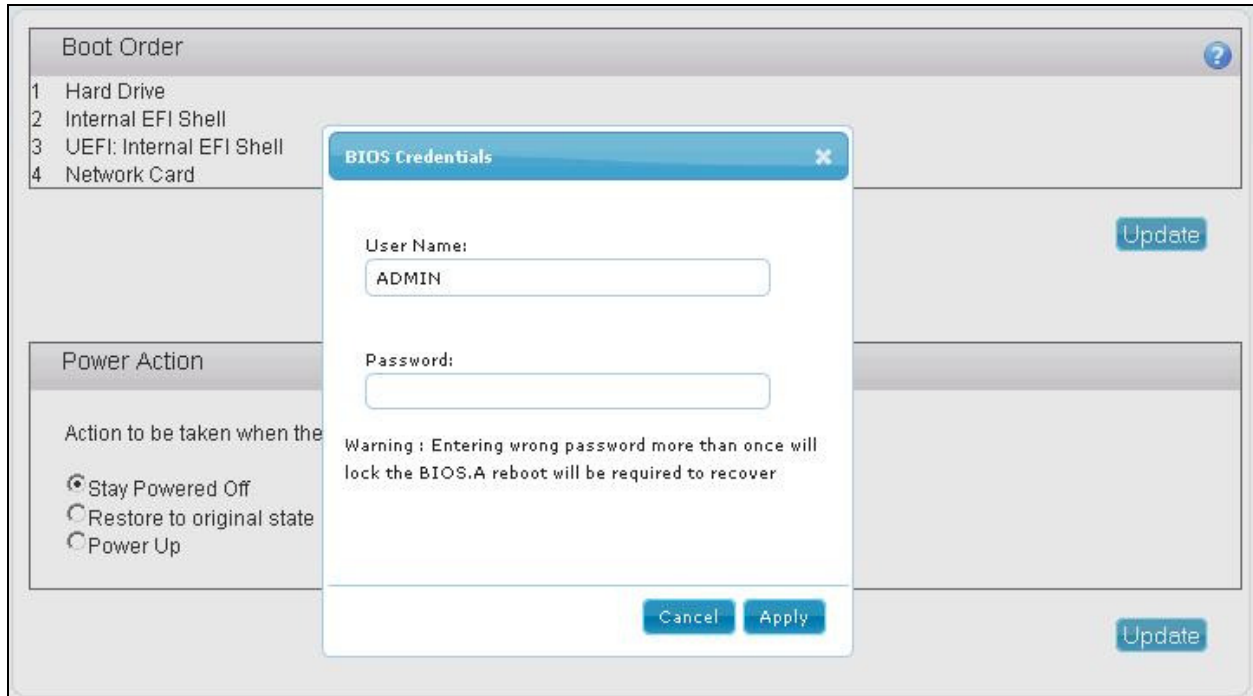 Boot Order
?
1 Hard Drive
2 Internal EFI Shell
3 UEFI: Internal EFI Shell
4 Network Card
Update
BIOS Credentials
User Name:
ADMIN
Password:
Warning : Entering wrong password more than once will
lock the BIOS.A reboot will be required to recover
Cancel Apply
Power Action
Action to be taken when the
Stay Powered Off
Restore to original state
Power Up
Update